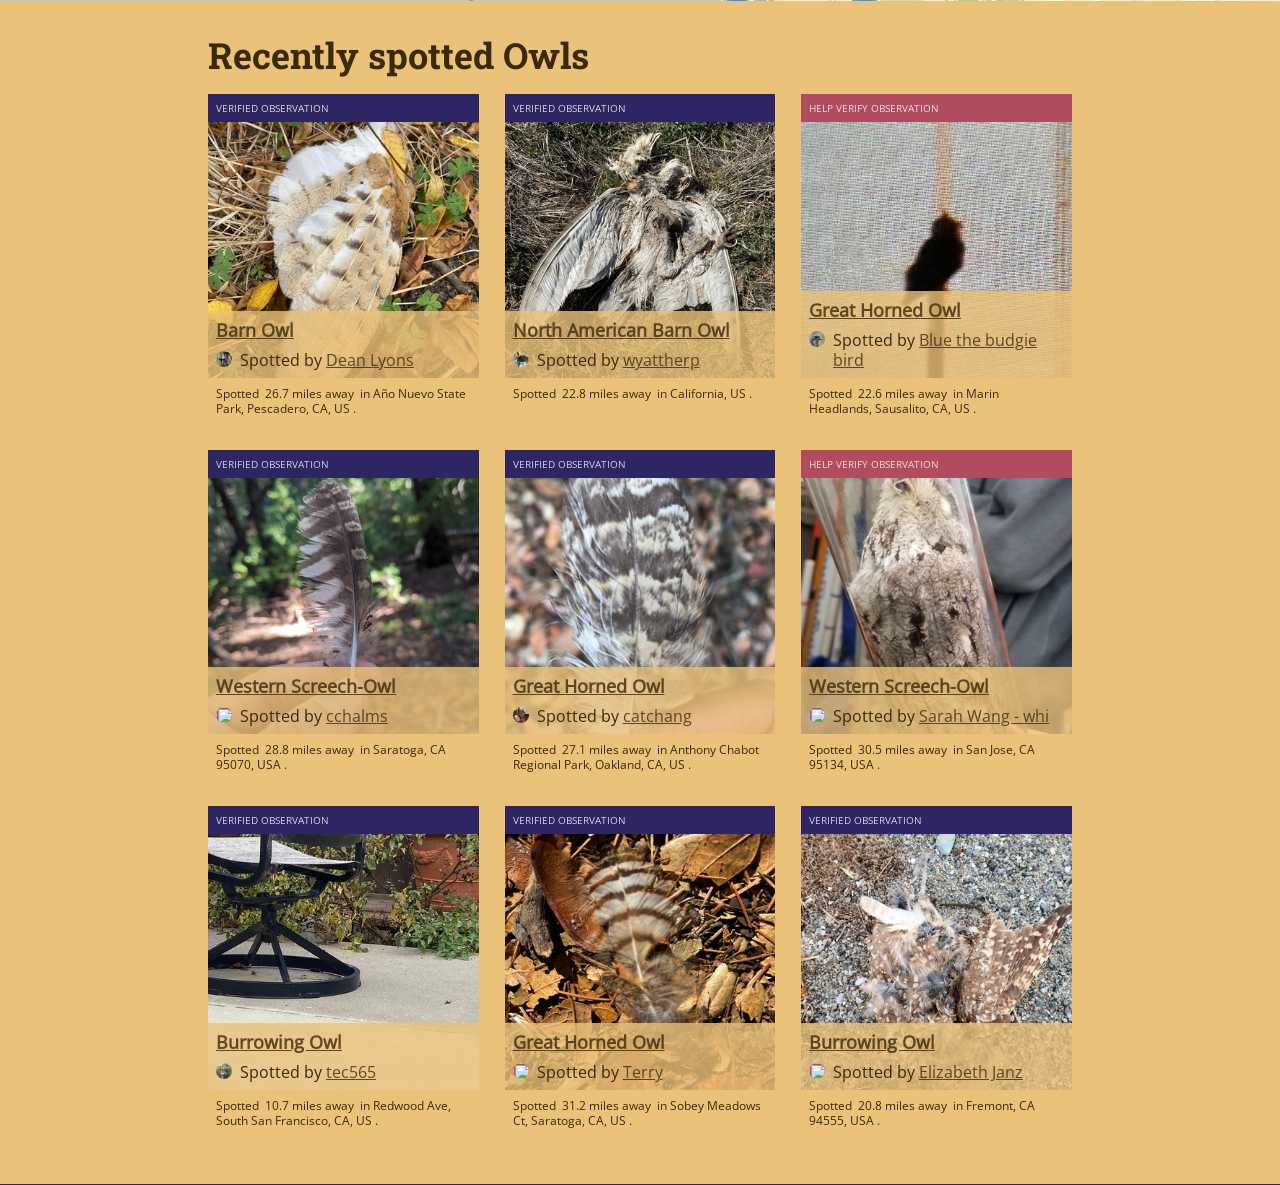 Recently spotted Owls
VERIFIED OBSERVATION
Barn Owl
Spotted by Dean Lyons
Spotted 26.7 miles away in Año Nuevo State
Park, Pescadero, CA, US .
VERIFIED OBSERVATION
North American Barn Owl
Spotted by wyattherp
Spotted 22.8 miles away in California, US .
HELP VERIFY OBSERVATION
Great Horned Owl
Spotted by Blue the budgie
bird
Spotted 22.6 miles away in Marin
Headlands, Sausalito, CA, US .
VERIFIED OBSERVATION
Western Screech-Owl
Spotted by cchalms
Spotted 28.8 miles away in Saratoga, CA
95070, USA .
VERIFIED OBSERVATION
Great Horned Owl
Spotted by catchang
Spotted 27.1 miles away in Anthony Chabot
Regional Park, Oakland, CA, US .
HELP VERIFY OBSERVATION
Western Screech-Owl
Spotted by Sarah Wang - whi
Spotted 30.5 miles away in San Jose, CA
95134, USA .
VERIFIED OBSERVATION
Burrowing Owl
Spotted by tec565
Spotted 10.7 miles away in Redwood Ave,
South San Francisco, CA, US .
VERIFIED OBSERVATION
Great Horned Owl
Spotted by Terry
Spotted 31.2 miles away in Sobey Meadows
Ct, Saratoga, CA, US .
VERIFIED OBSERVATION
Burrowing Owl
Spotted by Elizabeth Janz
Spotted 20.8 miles away in Fremont, CA
94555, USA .